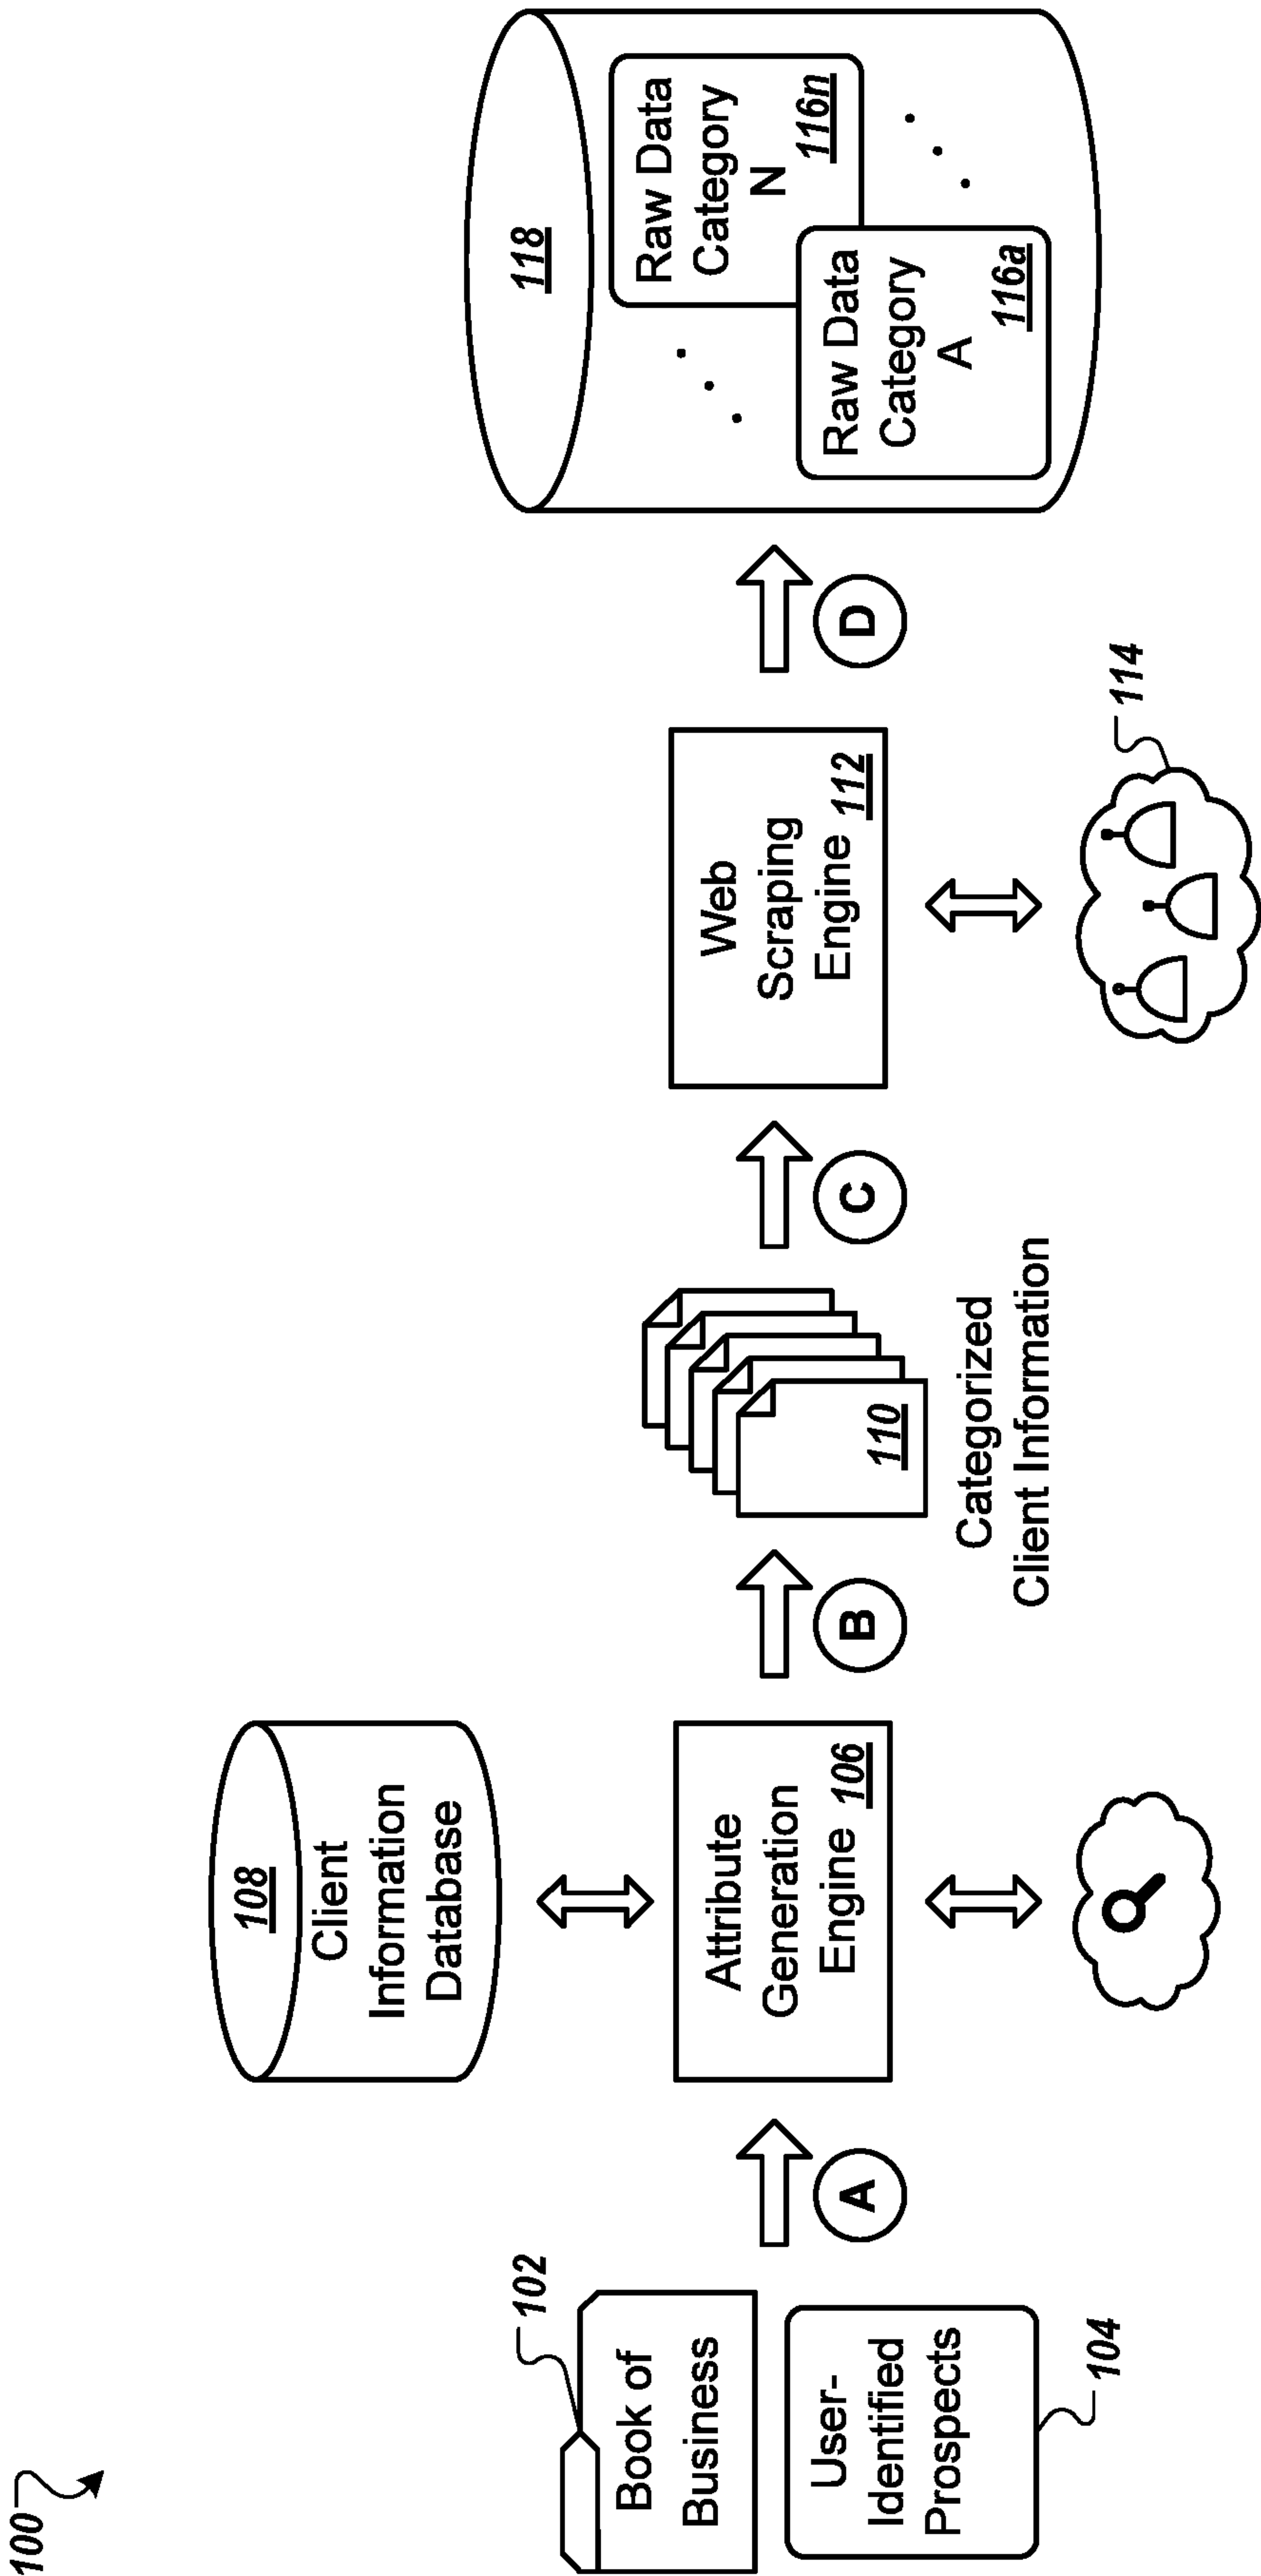 100
102
Book of
Business
User-
Identified
Prospects
104
A
108
Client
Information
Database
Attribute
Generation
Engine 106
B
110
Categorized
Client Information
C
Web
Scraping
Engine 112
114
D
118
Raw Data
Category
N
116n
Raw Data
Category
A
116a